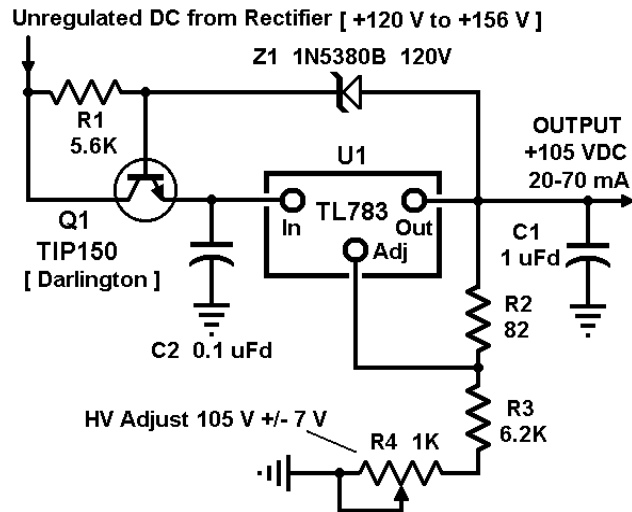 Unregulated DC from Rectifier [ +120 V to +156 V ]
Z1 1N5380B 120V
R1
5.6K
U1
OUTPUT
+105 VDC
20-70 mA
TL783
In
Out
Adj
Q1
TIP150
[ Darlington ]
C1
1 uFd
R2
82
C2 0.1 uFd
R3
6.2K
HV Adjust 105 V +/- 7 V
R4 1K